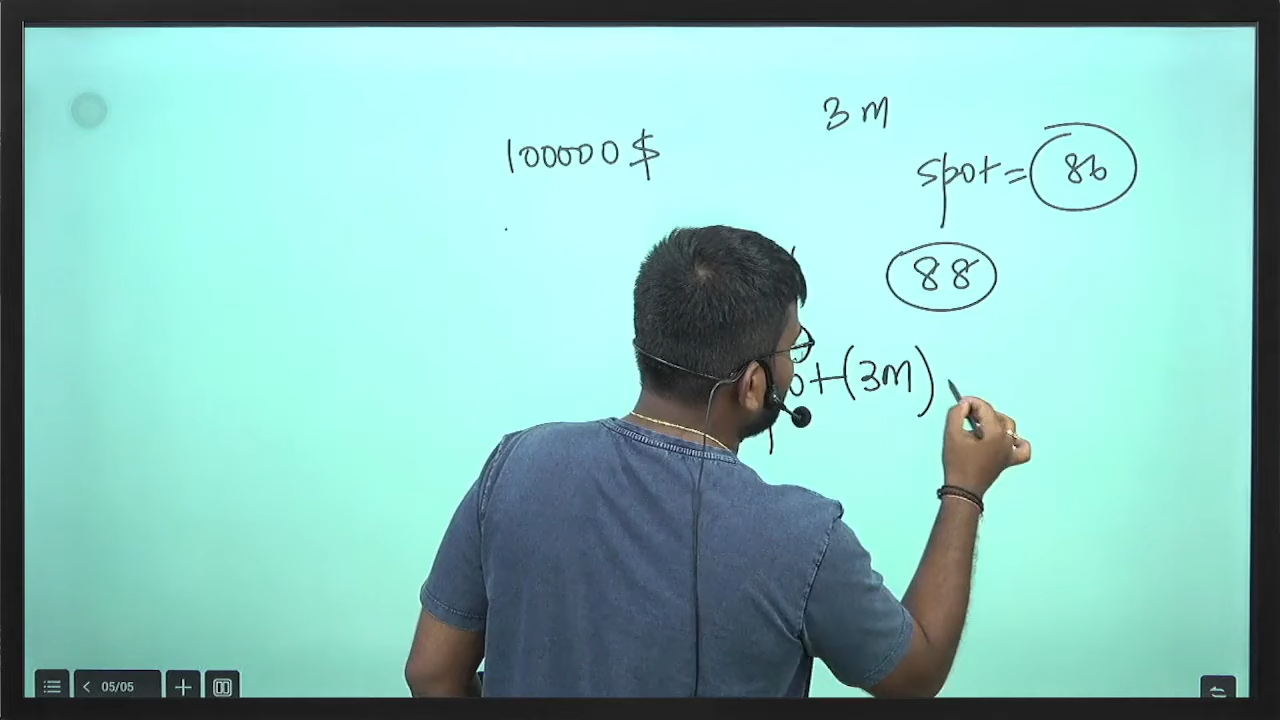 3 m
100000 $
spot = 86
88
(3M)
05/05